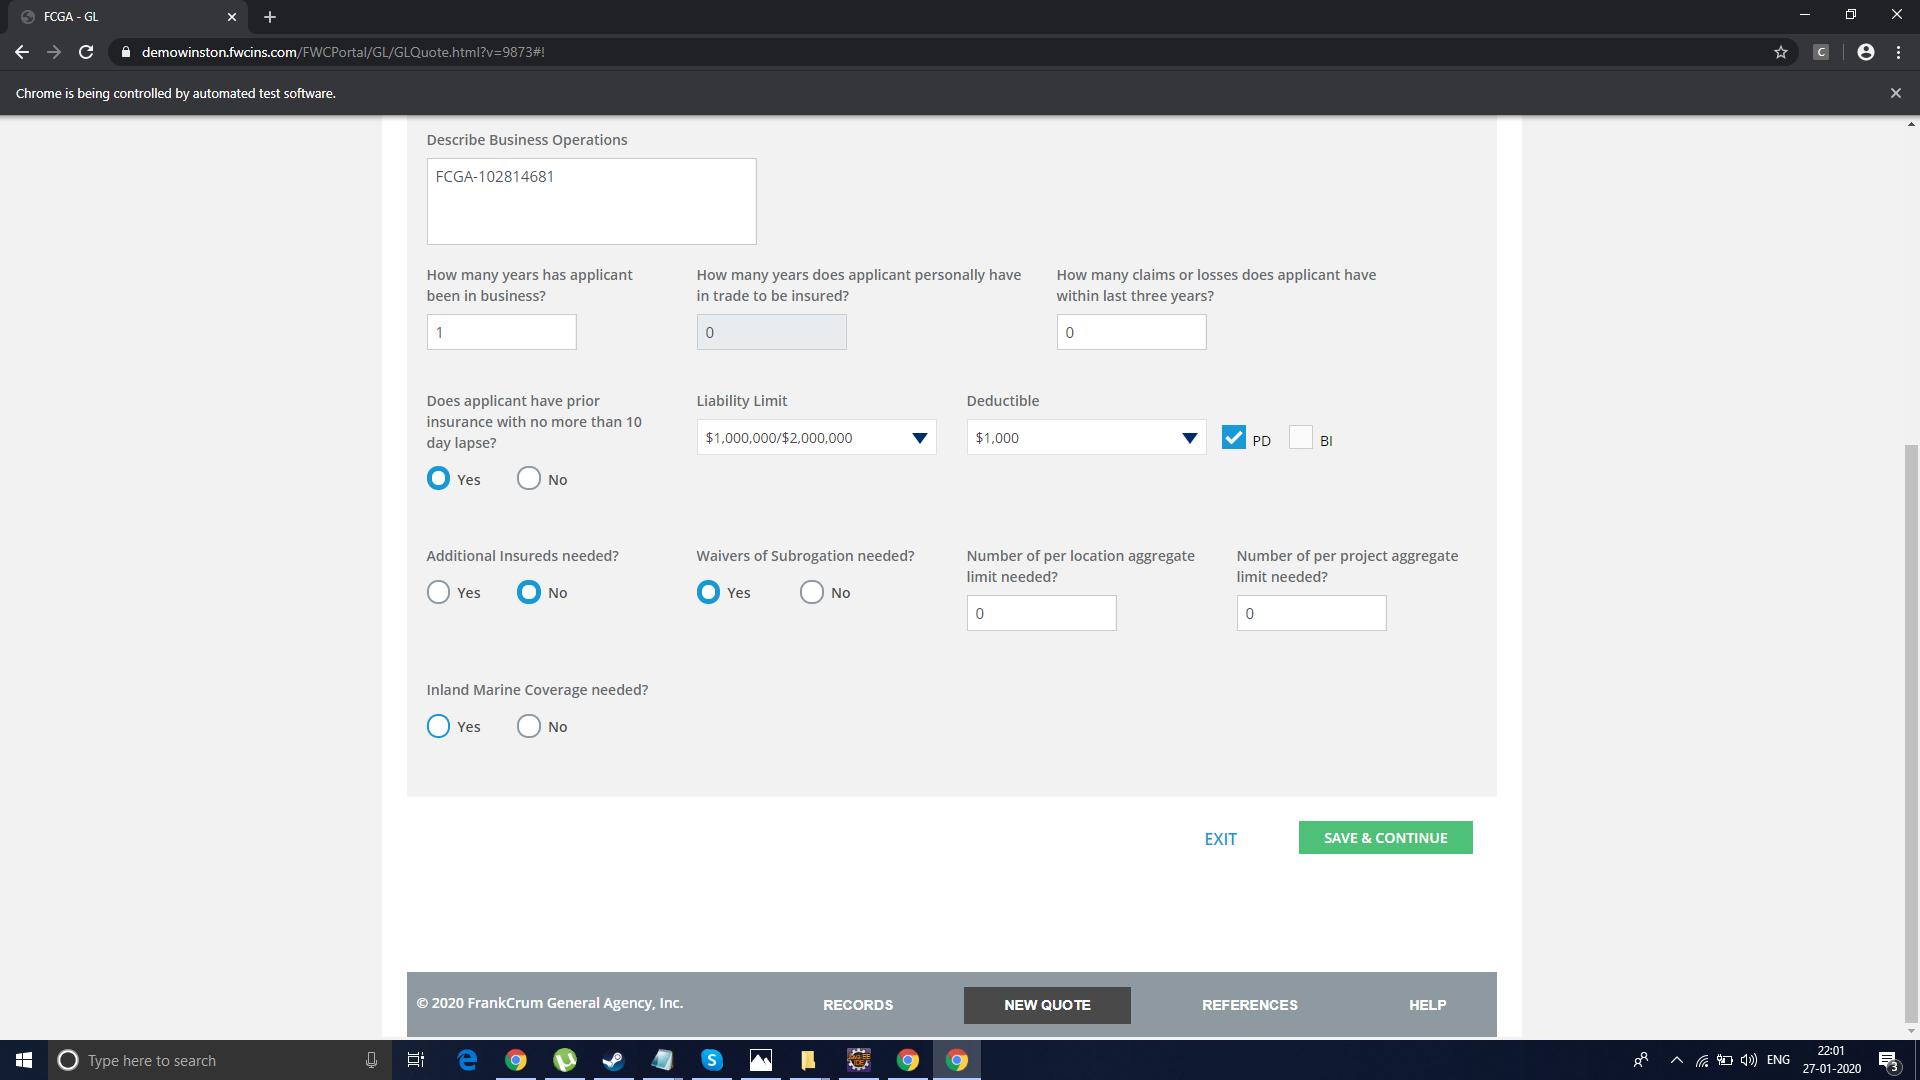 FCGA - GL
demowinston.fwcins.com/FWCPortal/GL/GLQuote.html?v=9873#!
C
Chrome is being controlled by automated test software.
Describe Business Operations
FCGA-102814681
How many years has applicant
been in business?
1
How many years does applicant personally have
in trade to be insured?
0
How many claims or losses does applicant have
within last three years?
0
Does applicant have prior
insurance with no more than 10
day lapse?
Yes No
Liability Limit
$1,000,000/$2,000,000
Deductible
$1,000
PD BI
Additional Insureds needed?
Yes No
Waivers of Subrogation needed?
Yes No
Number of per location aggregate
limit needed?
0
Number of per project aggregate
limit needed?
0
Inland Marine Coverage needed?
Yes No
EXIT SAVE & CONTINUE
© 2020 FrankCrum General Agency, Inc. RECORDS NEW QUOTE REFERENCES HELP
Type here to search
ENG
22:01
27-01-2020
3